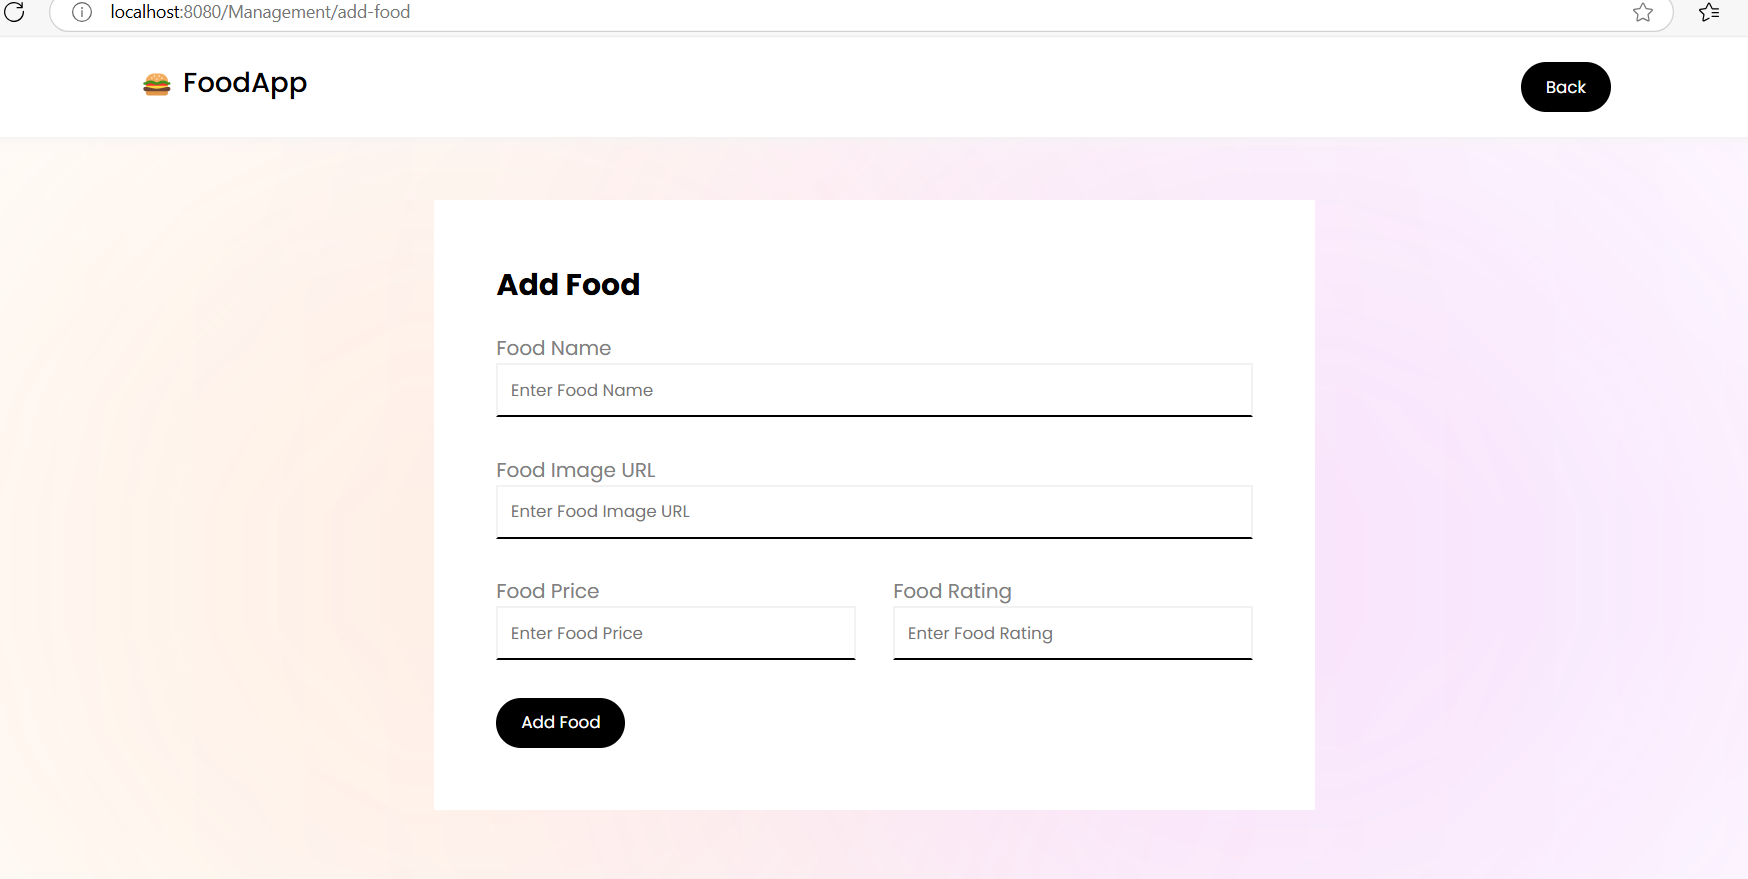 localhost:8080/Management/add-food
FoodApp
Back
Add Food
Food Name
Enter Food Name
Food Image URL
Enter Food Image URL
Food Price
Food Rating
Enter Food Price
Enter Food Rating
Add Food